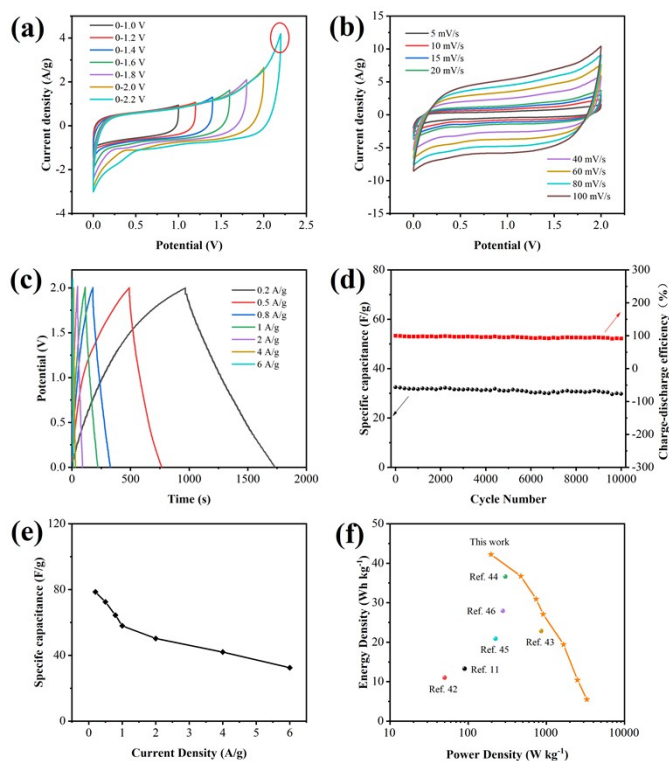 (a)
0-1.0 V
0-1.2 V
0-1.4 V
0-1.6 V
0-1.8 V
0-2.0 V
0-2.2 V
Current density (A/g)
4
2
0
-2
-4
0.0 0.5 1.0 1.5 2.0 2.5
Potential (V)
(b)
5 mV/s
10 mV/s
15 mV/s
20 mV/s
40 mV/s
60 mV/s
80 mV/s
100 mV/s
Current density (A/g)
15
10
5
0
-5
-10
-15
0.0 0.5 1.0 1.5 2.0
Potential (V)
(c)
0.2 A/g
0.5 A/g
0.8 A/g
1 A/g
2 A/g
4 A/g
6 A/g
Potential (V)
2.0
1.5
1.0
0.5
0.0
0 500 1000 1500 2000
Time (s)
(d)
Specific capacitance (F/g)
80
60
40
20
0
300
200
100
0
-100
-200
-300
Charge-discharge efficiency (%)
0 2000 4000 6000 8000 10000
Cycle Number
(e)
Specife capacitance (F/g)
120
80
40
0
0 1 2 3 4 5 6
Current Density (A/g)
(f)
Energy Density (Wh kg-1)
50
40
30
20
10
0
This work
Ref. 44
Ref. 46
Ref. 45
Ref. 43
Ref. 11
Ref. 42
10 100 1000 10000
Power Density (W kg-1)